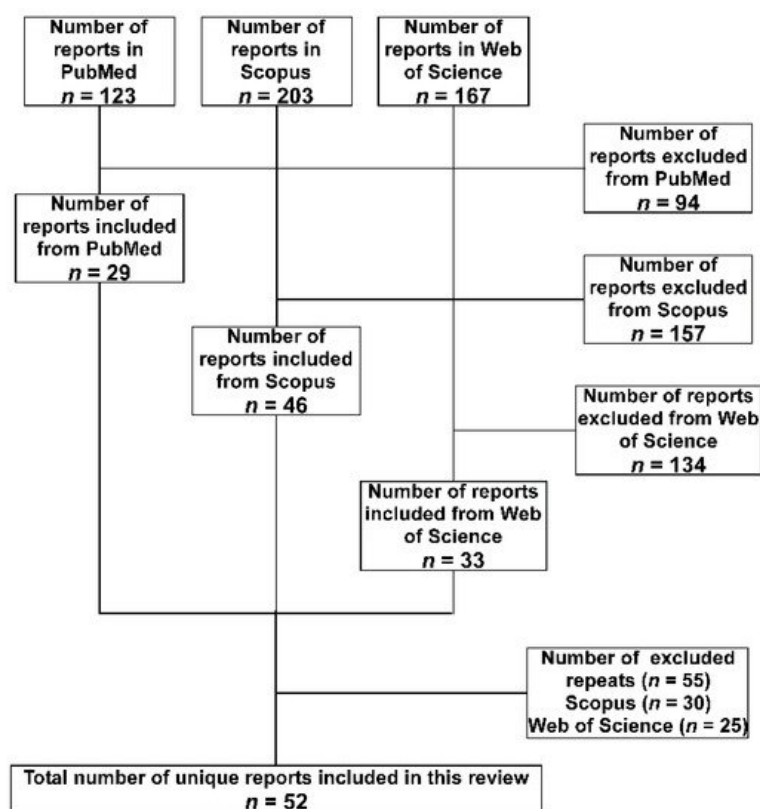 Number of
reports in
PubMed
n = 123
Number of
reports in
Scopus
n = 203
Number of
reports in Web
of Science
n = 167
Number of
reports excluded
from PubMed
n = 94
Number of
reports included
from PubMed
n = 29
Number of
reports excluded
from Scopus
n = 157
Number of
reports included
from Scopus
n = 46
Number of reports
excluded from Web
of Science
n = 134
Number of reports
included from Web
of Science
n = 33
Number of excluded
repeats (n = 55)
Scopus (n = 30)
Web of Science (n = 25)
Total number of unique reports included in this review
n = 52